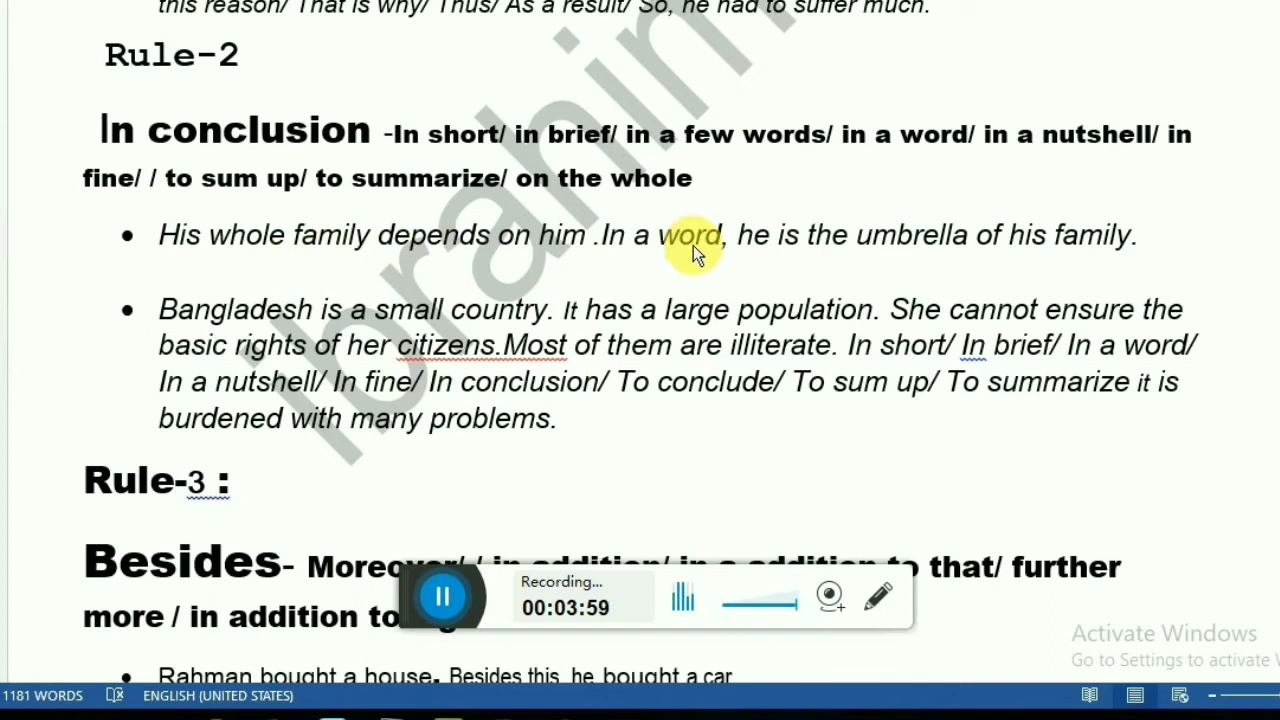 this reason/ That is why/ Thus/ As a result/ So, he had to suffer much.
Rule-2
In conclusion -In short/ in brief/ in a few words/ in a word/ in a nutshell/ in
fine/ / to sum up/ to summarize/ on the whole
• His whole family depends on him .In a word, he is the umbrella of his family.
• Bangladesh is a small country. It has a large population. She cannot ensure the
basic rights of her citizens.Most of them are illiterate. In short/ In brief/ In a word/
In a nutshell/ In fine/ In conclusion/ To conclude/ To sum up/ To summarize it is
burdened with many problems.
Rule-3 :
Besides- Moreover/ / in addition/ in a addition to that/ further
more / in addition to
• Rahman bought a house. Besides this, he bought a car
Recording...
00:03:59
Activate Windows
Go to Settings to activate
1181 WORDS ENGLISH (UNITED STATES)
Ibrahim